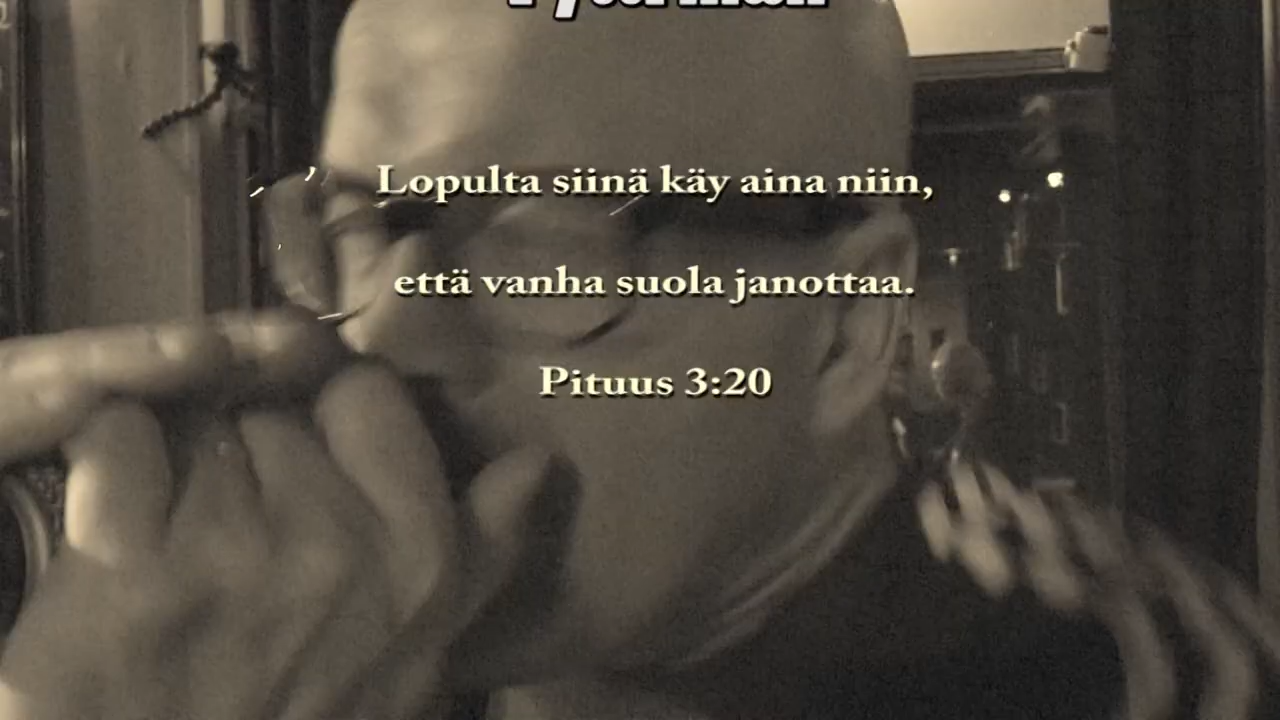 Lopulta siinä käy aina niin,
että vanha suola janottaa.
Pituus 3:20